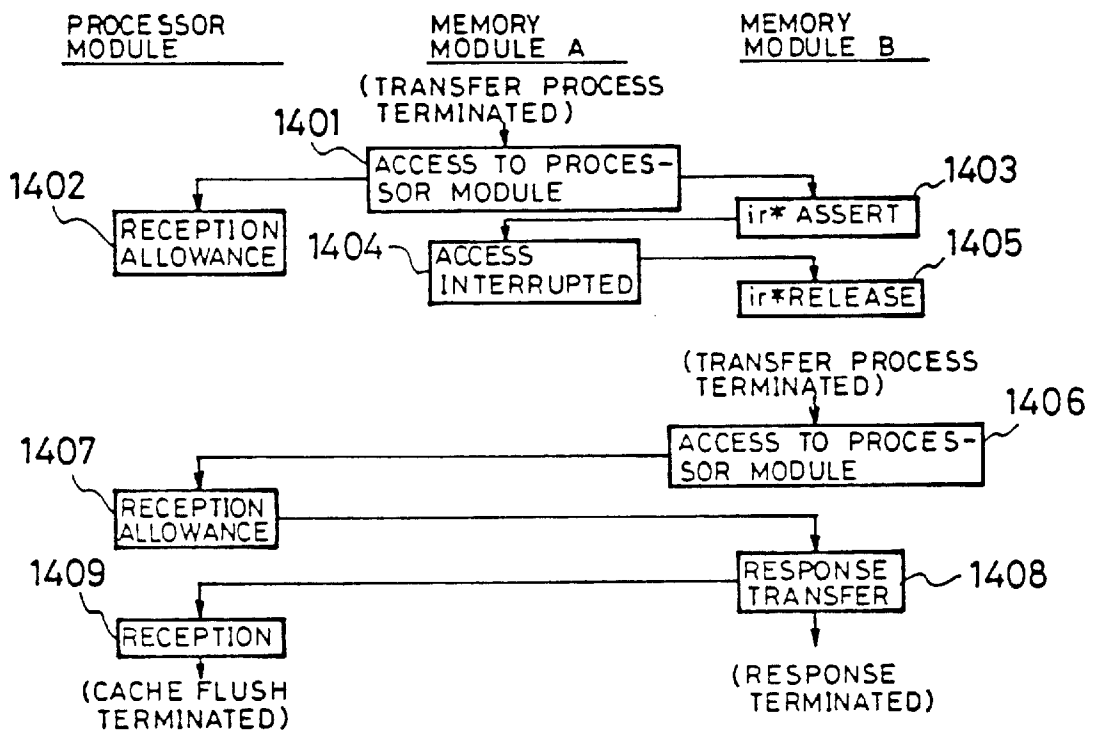 PROCESSOR
MODULE
MEMORY
MODULE A
MEMORY
MODULE B
(TRANSFER PROCESS
TERMINATED)
1401
ACCESS TO PROCES-
SOR MODULE
1402
RECEPTION
ALLOWANCE
1403
ir* ASSERT
1404
ACCESS
INTERRUPTED
1405
ir*RELEASE
(TRANSFER PROCESS
TERMINATED)
1406
ACCESS TO PROCES-
SOR MODULE
1407
RECEPTION
ALLOWANCE
1408
RESPONSE
TRANSFER
1409
RECEPTION
(CACHE FLUSH
TERMINATED)
(RESPONSE
TERMINATED)